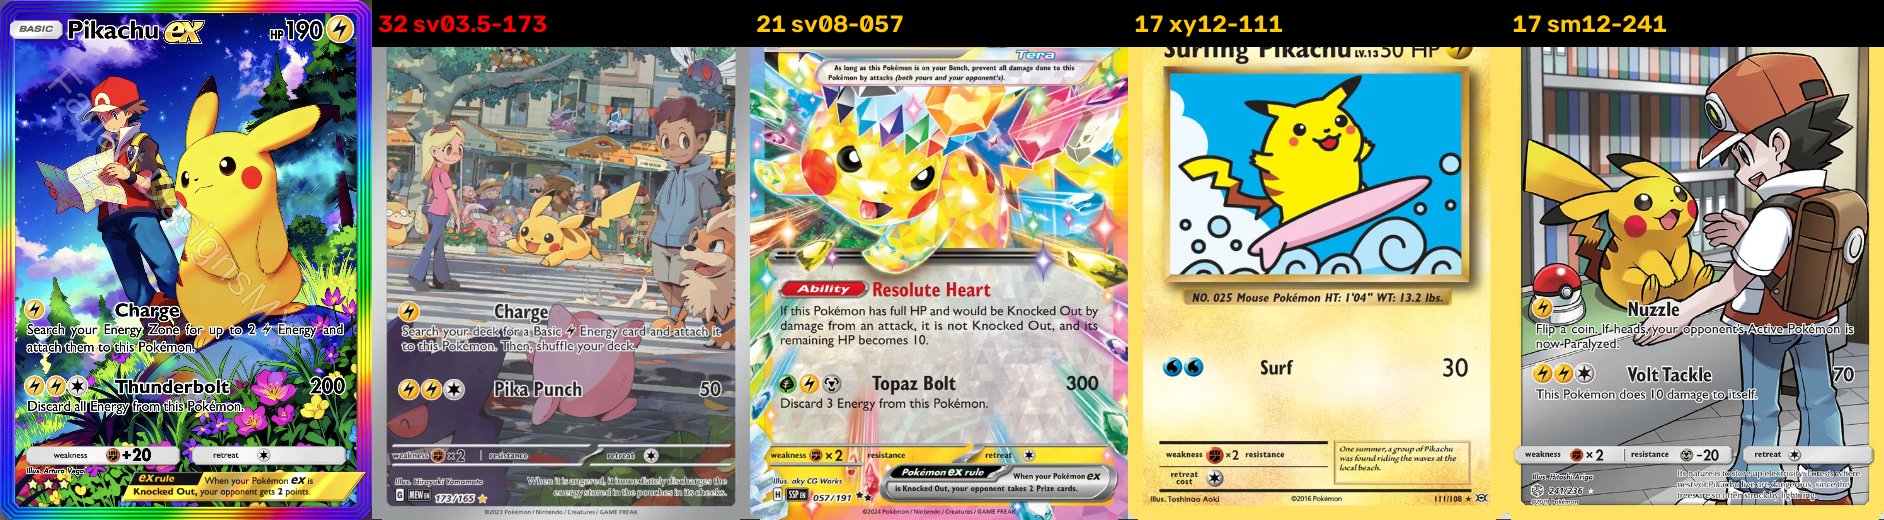 BASIC Pikachu ex HP 190
Charge
Search your Energy Zone for up to 2 Energy and
attach them to this Pokémon.
Thunderbolt 200
Discard all Energy from this Pokémon.
weakness +20 retreat
Illus. Arturo Vega
ex rule When your Pokémon ex is
Knocked Out, your opponent gets 2 points.
32 sv03.5-173
Charge
Search your deck for a Basic Energy card and attach it
to this Pokémon. Then, shuffle your deck.
Pika Punch 50
weakness ×2 resistance retreat
Illus. Hiroyuki Yamamoto
When it is angered, it immediately discharges the
energy stored in the pouches in its cheeks.
G MEW EN 173/165
©2023 Pokémon / Nintendo / Creatures / GAME FREAK
21 sv08-057
Tera
As long as this Pokémon is on your Bench, prevent all damage done to this
Pokémon by attacks (both yours and your opponent's).
Ability Resolute Heart
If this Pokémon has full HP and would be Knocked Out by
damage from an attack, it is not Knocked Out, and its
remaining HP becomes 10.
Topaz Bolt 300
Discard 3 Energy from this Pokémon.
weakness ×2 resistance retreat
Illus. aky CG Works
Pokémon ex rule When your Pokémon ex
is Knocked Out, your opponent takes 2 Prize cards.
H SSP EN 057/191
©2024 Pokémon / Nintendo / Creatures / GAME FREAK
17 xy12-111
Surfing Pikachu LV.13 50 HP
NO. 025 Mouse Pokémon HT: 1'04" WT: 13.2 lbs.
Surf 30
weakness ×2 resistance
retreat
cost
One summer, a group of Pikachu
was found riding the waves at the
local beach.
Illus. Toshinao Aoki ©2016 Pokémon 111/108
17 sm12-241
Nuzzle
Flip a coin. If heads, your opponent's Active Pokémon is
now Paralyzed.
Volt Tackle 70
This Pokémon does 10 damage to itself.
weakness ×2 resistance -20 retreat
Illus. Hitoshi Ariga
241/236